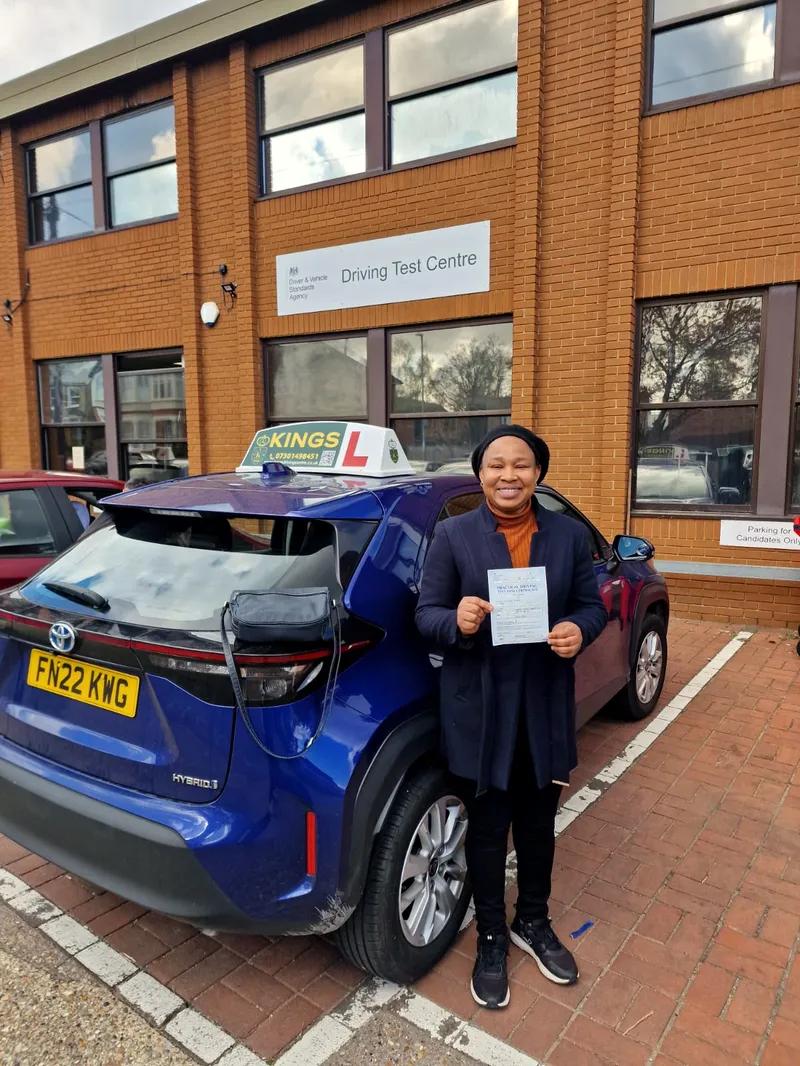 Driver & Vehicle
Standards
Agency
Driving Test Centre
KINGS L
07301498451
Parking for
Candidates Only
FN22 KWG
HYBRID